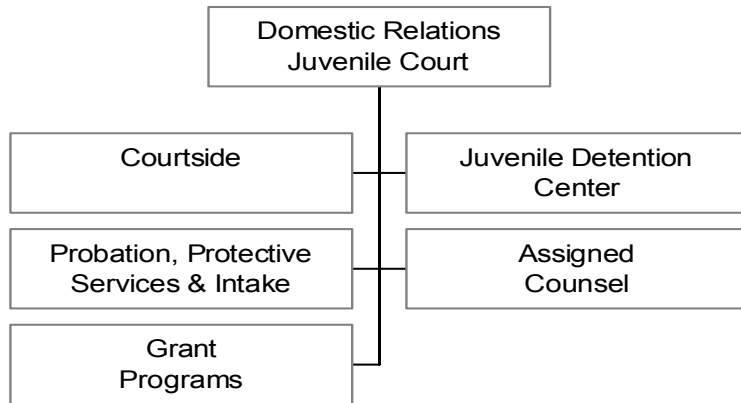 Domestic Relations
Juvenile Court
Courtside
Juvenile Detention
Center
Probation, Protective
Services & Intake
Assigned
Counsel
Grant
Programs